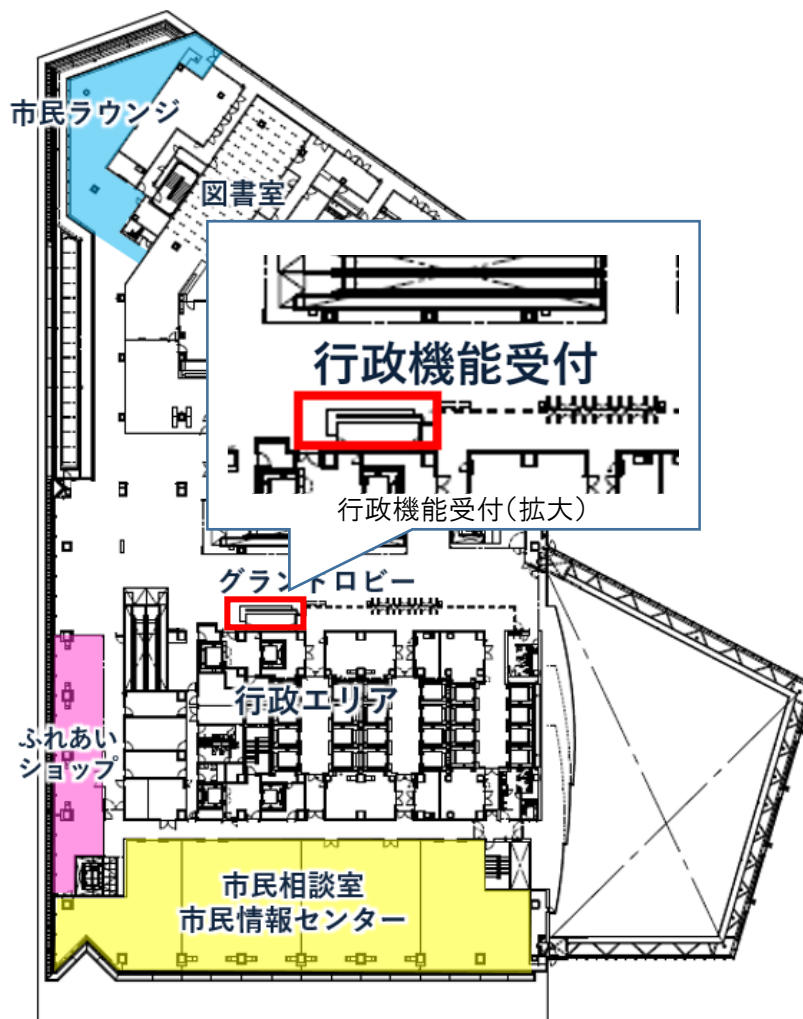 市民ラウンジ
図書室
行政機能受付
行政機能受付(拡大)
グランドロビー
行政エリア
ふれあい
ショップ
市民相談室
市民情報センター